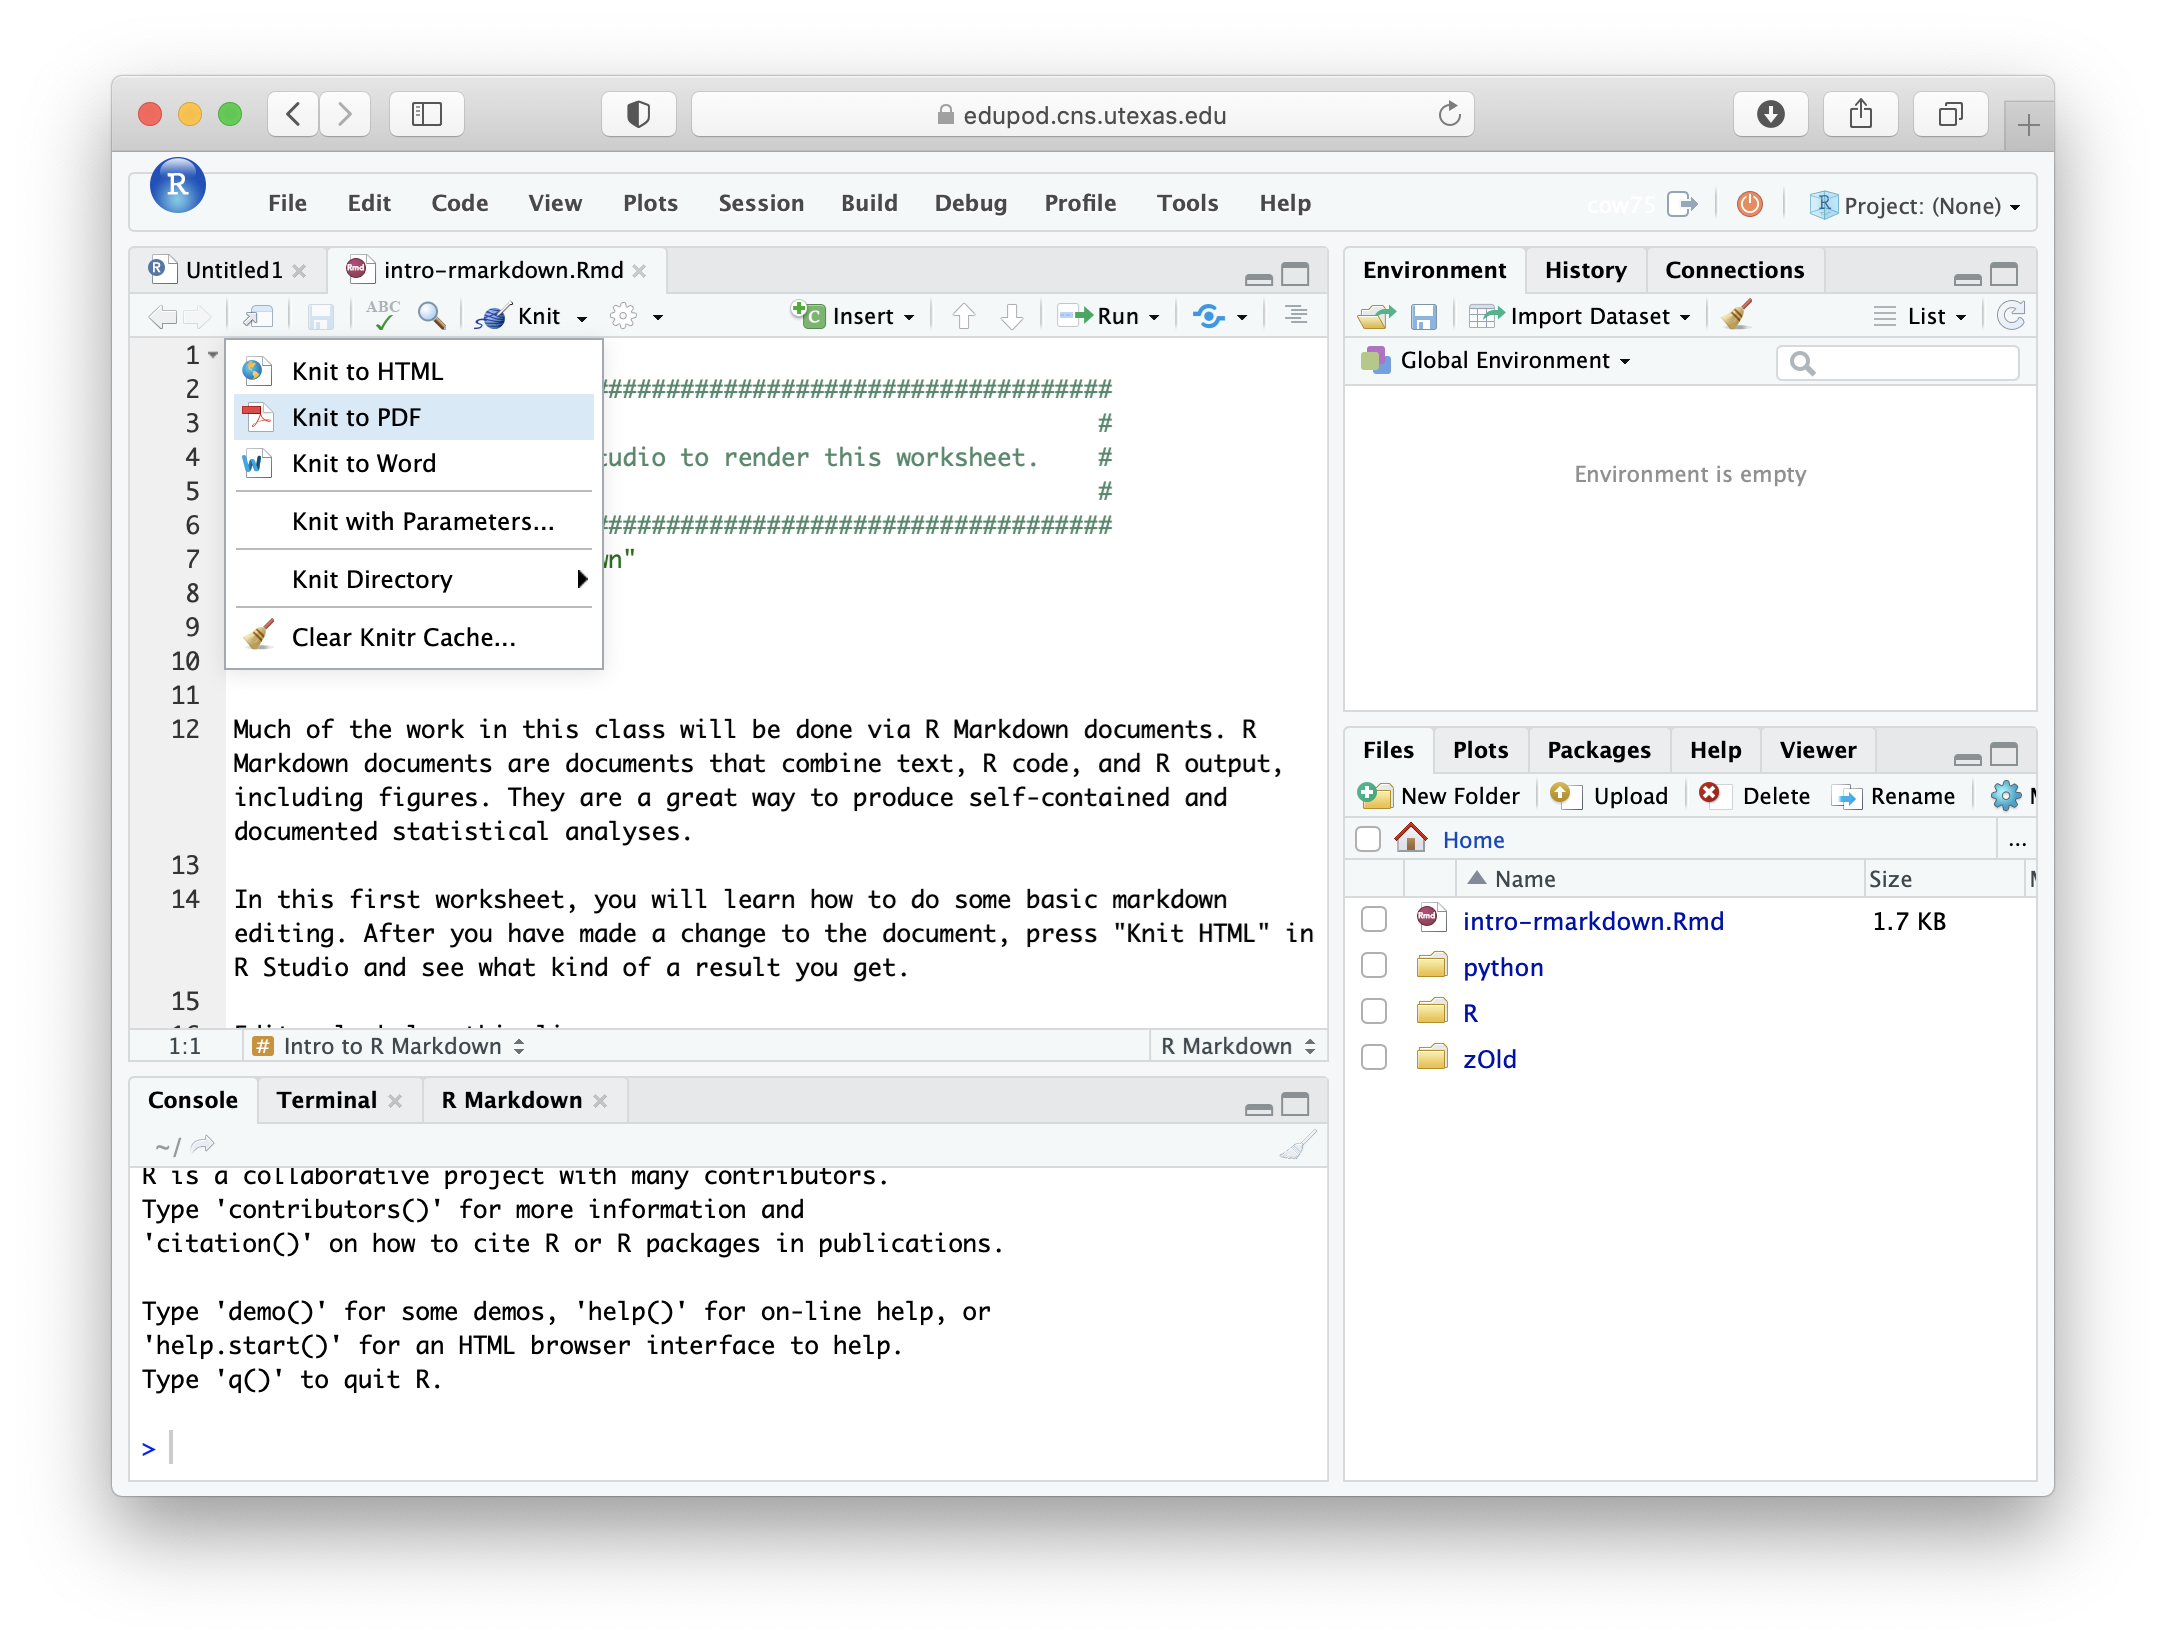 edupod.cns.utexas.edu
R
File Edit Code View Plots Session Build Debug Profile Tools Help
cow75
R Project: (None)
Untitled1
intro-rmarkdown.Rmd
ABC
Knit
C Insert
Run
1
2 ####################################
3 #
4 tudio to render this worksheet. #
5 #
6 ####################################
7 wn"
8
9
10
11
Knit to HTML
Knit to PDF
Knit to Word
Knit with Parameters...
Knit Directory
Clear Knitr Cache...
12 Much of the work in this class will be done via R Markdown documents. R
Markdown documents are documents that combine text, R code, and R output,
including figures. They are a great way to produce self-contained and
documented statistical analyses.
13
14 In this first worksheet, you will learn how to do some basic markdown
editing. After you have made a change to the document, press "Knit HTML" in
R Studio and see what kind of a result you get.
15
1:1 # Intro to R Markdown R Markdown
Console Terminal R Markdown
~/
R is a collaborative project with many contributors.
Type 'contributors()' for more information and
'citation()' on how to cite R or R packages in publications.
Type 'demo()' for some demos, 'help()' for on-line help, or
'help.start()' for an HTML browser interface to help.
Type 'q()' to quit R.
>
Environment History Connections
Import Dataset List
Global Environment
Environment is empty
Files Plots Packages Help Viewer
New Folder Upload Delete Rename
Home ...
Name Size
Rmd intro-rmarkdown.Rmd 1.7 KB
python
R
zOld